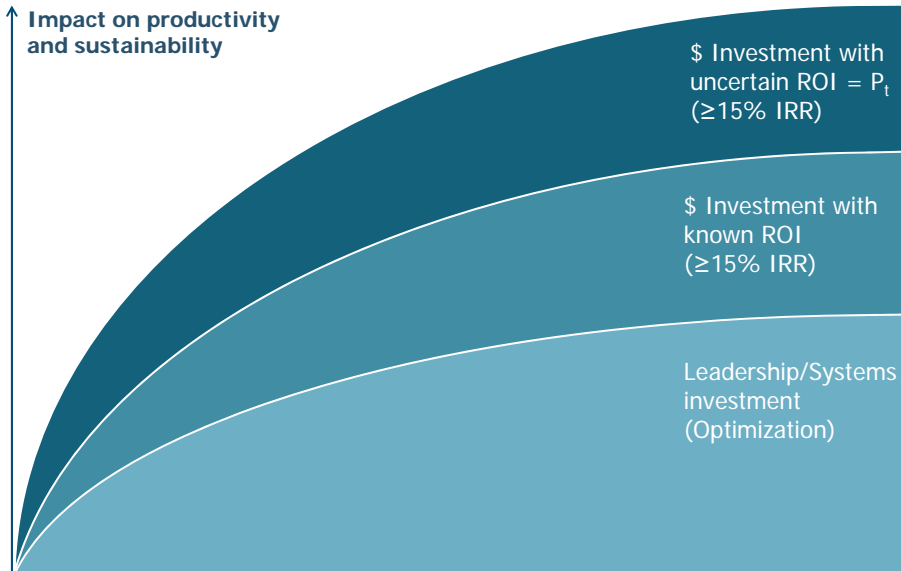 Impact on productivity
and sustainability
$ Investment with
uncertain ROI = Pt
(≥15% IRR)
$ Investment with
known ROI
(≥15% IRR)
Leadership/Systems
investment
(Optimization)